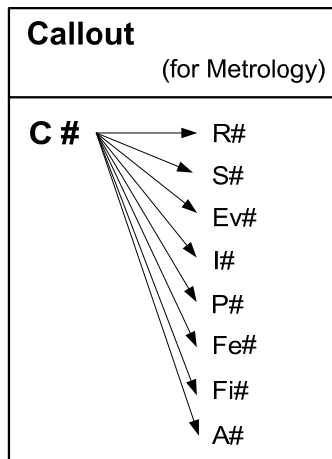 Callout
(for Metrology)
C # R#
S#
Ev#
I#
P#
Fe#
Fi#
A#